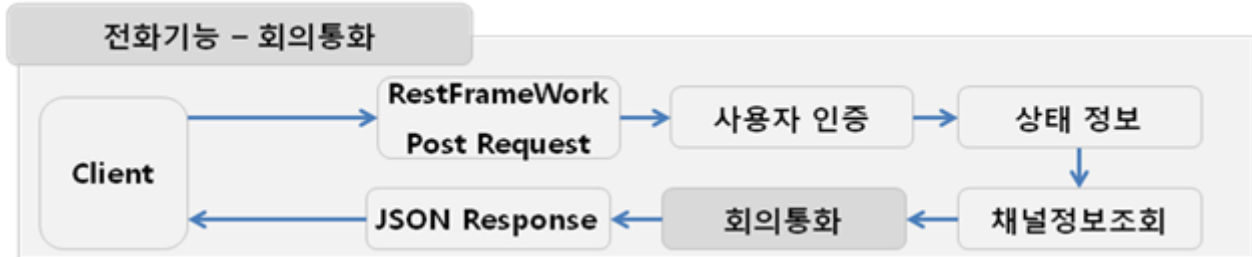 전화기능 – 회의통화
Client
RestFrameWork
Post Request
사용자 인증
상태 정보
채널정보조회
회의통화
JSON Response